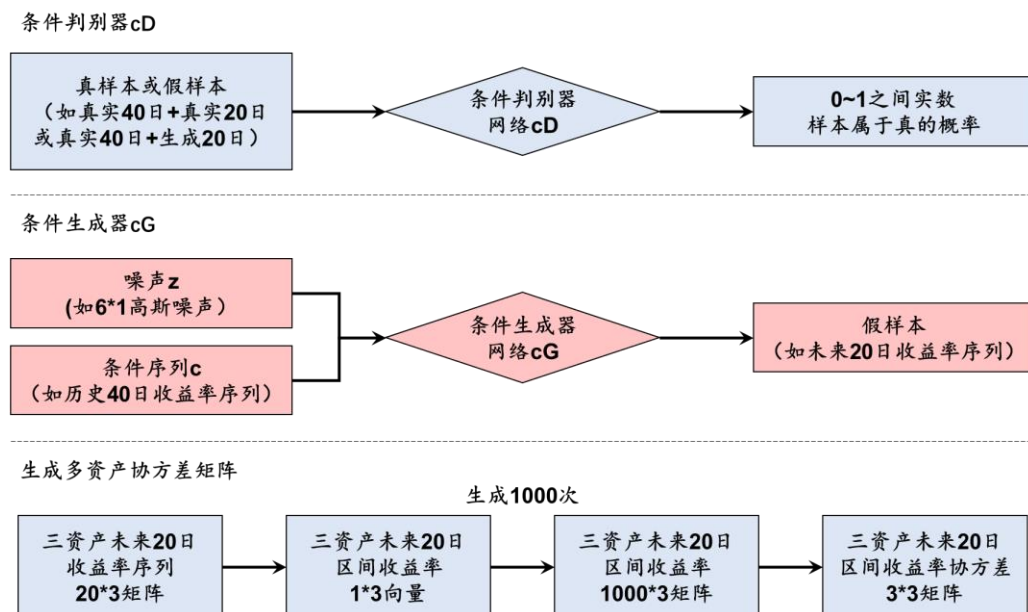 条件判别器cD
真样本或假样本
（如真实40日+真实20日
或真实40日+生成20日）
条件判别器
网络cD
0~1之间实数
样本属于真的概率
条件生成器cG
噪声z
(如6*1高斯噪声）
条件序列c
（如历史40日收益率序列）
条件生成器
网络cG
假样本
（如未来20日收益率序列）
生成多资产协方差矩阵
生成1000次
三资产未来20日
收益率序列
20*3矩阵
三资产未来20日
区间收益率
1*3向量
三资产未来20日
区间收益率
1000*3矩阵
三资产未来20日
区间收益率协方差
3*3矩阵